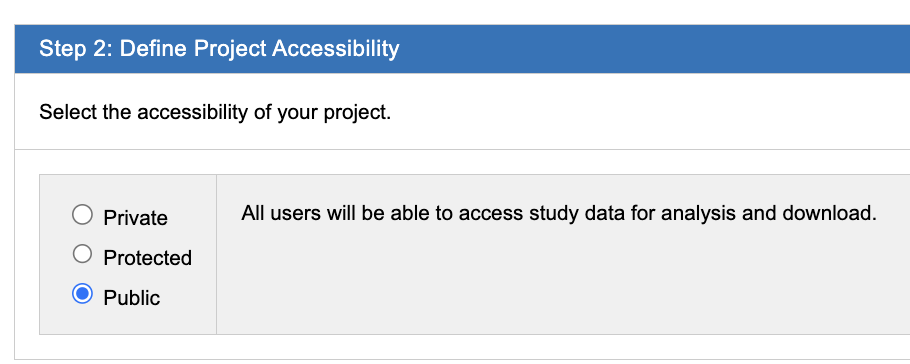 Step 2: Define Project Accessibility
Select the accessibility of your project.
Private
All users will be able to access study data for analysis and download.
Protected
Public